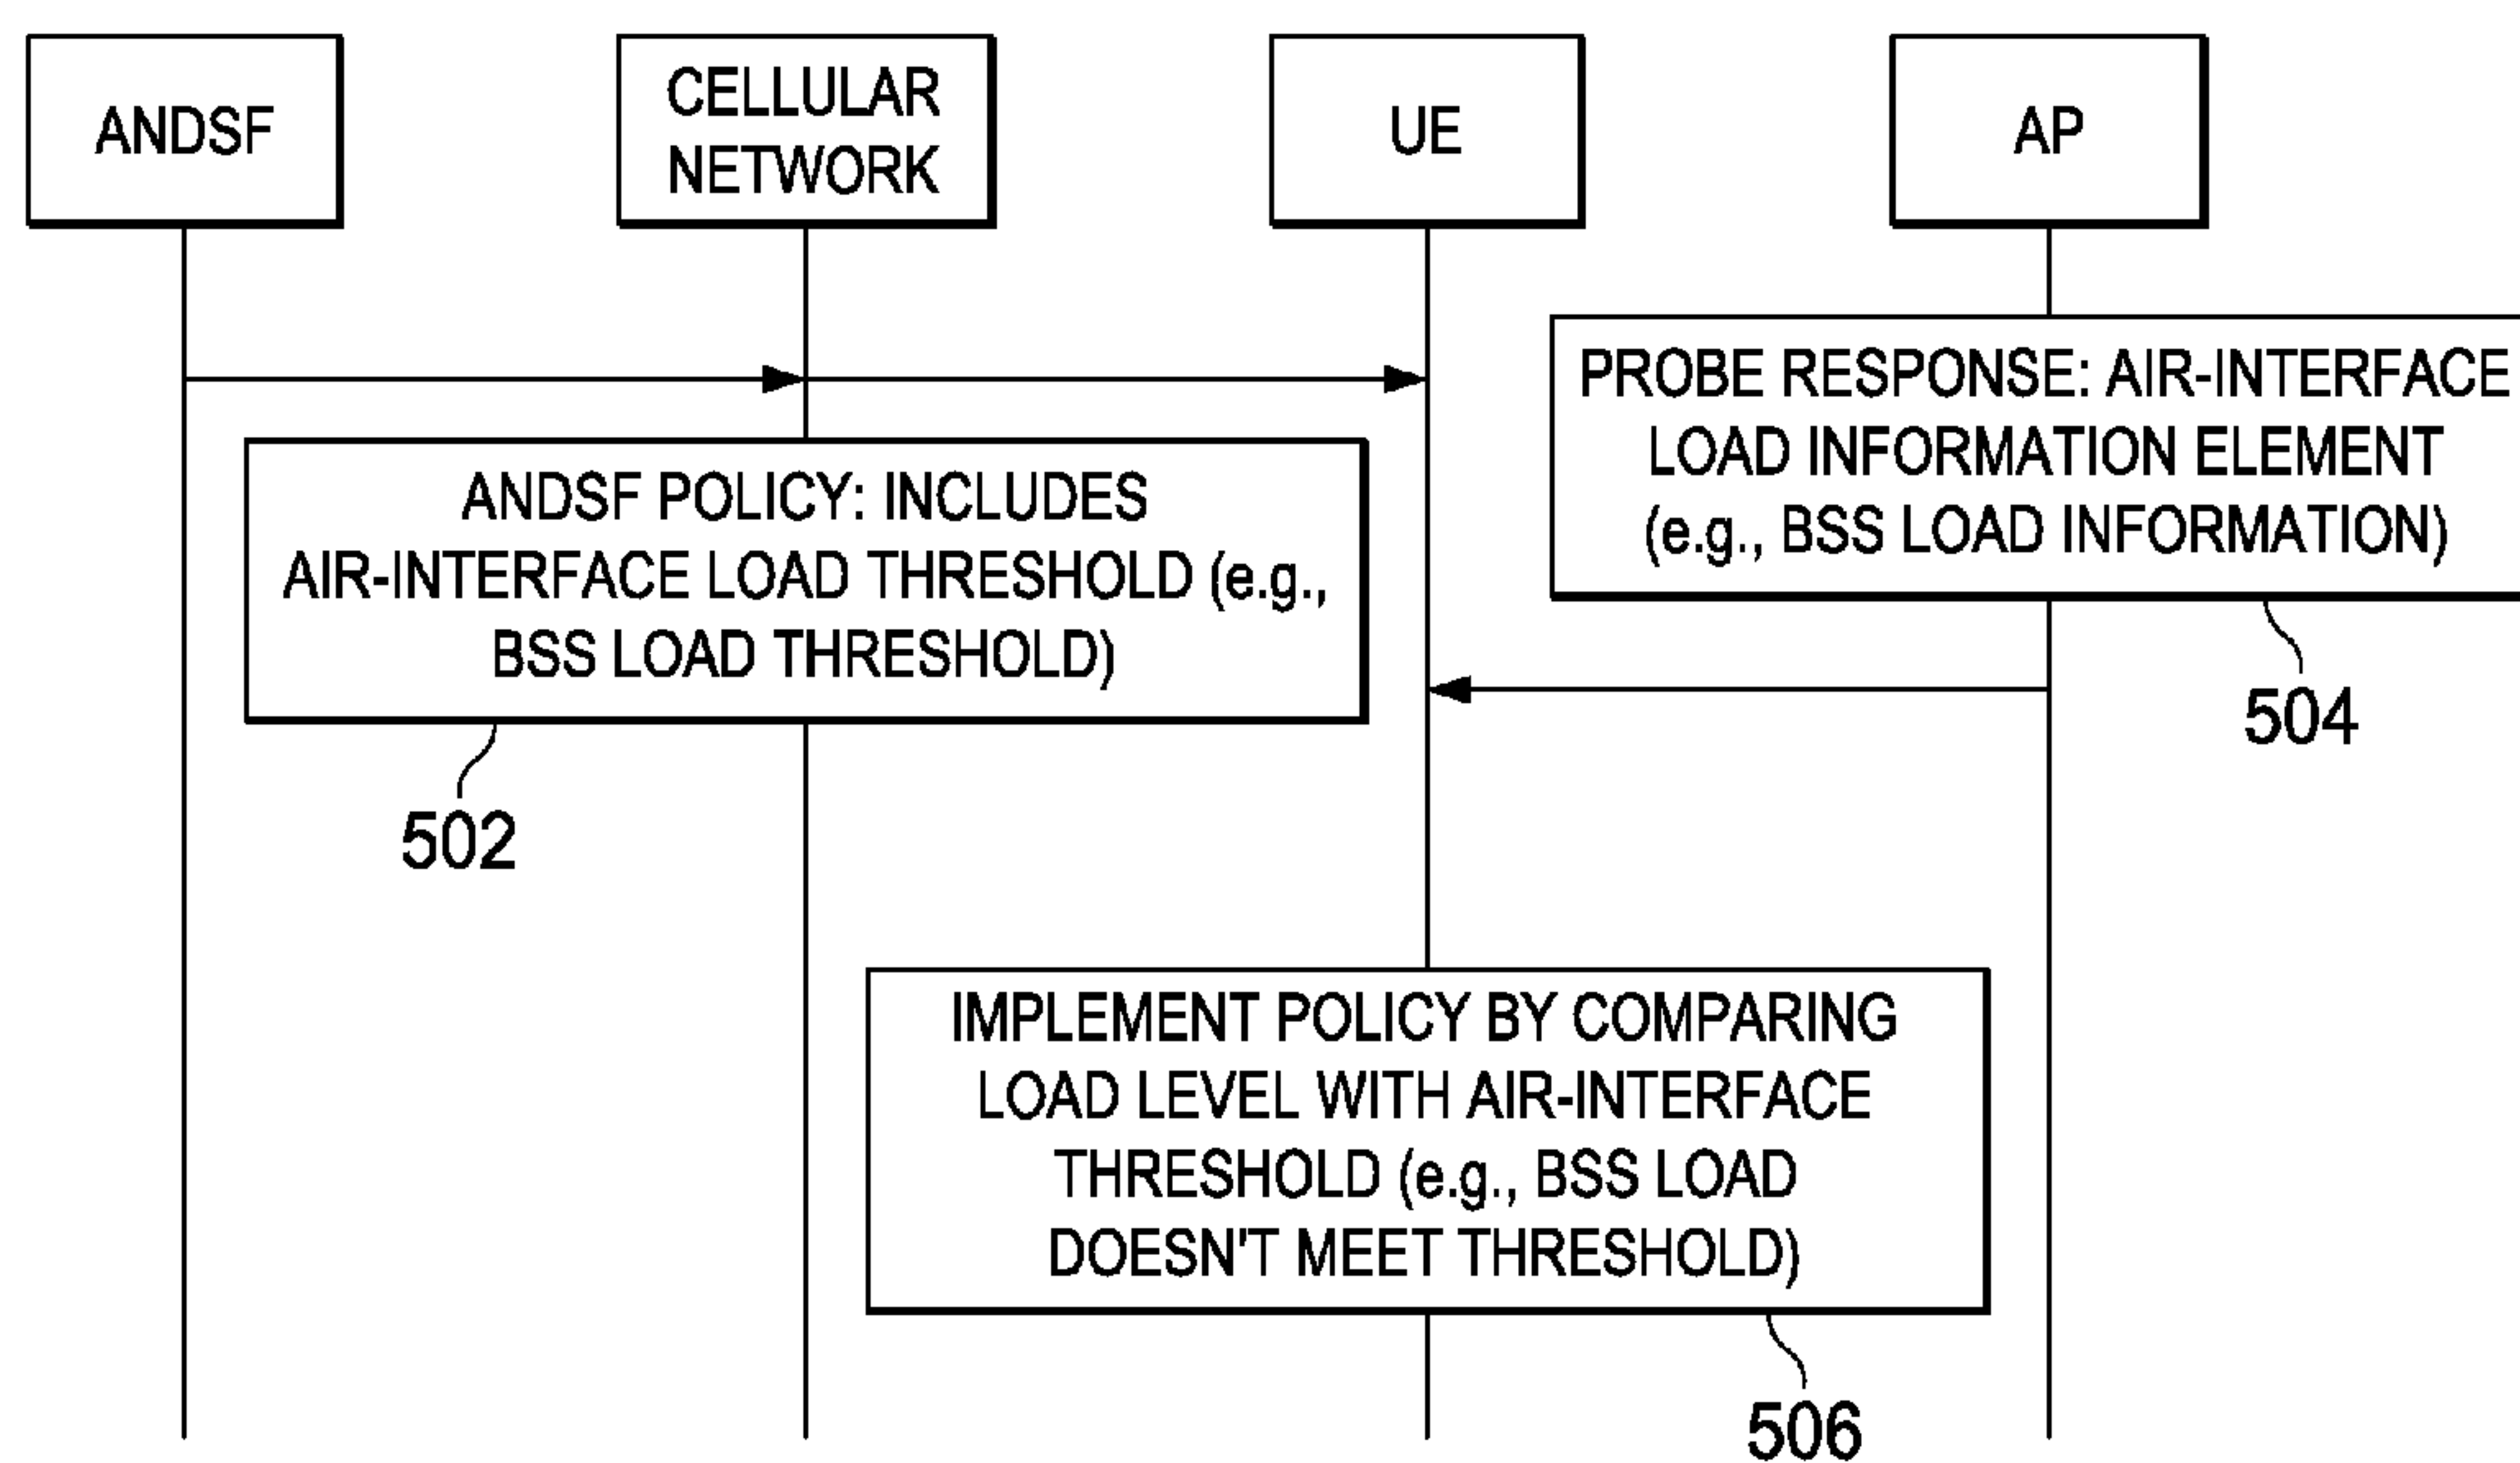 ANDSF
CELLULAR
NETWORK
UE
AP
PROBE RESPONSE: AIR-INTERFACE
LOAD INFORMATION ELEMENT
(e.g., BSS LOAD INFORMATION)
504
ANDSF POLICY: INCLUDES
AIR-INTERFACE LOAD THRESHOLD (e.g.,
BSS LOAD THRESHOLD)
502
IMPLEMENT POLICY BY COMPARING
LOAD LEVEL WITH AIR-INTERFACE
THRESHOLD (e.g., BSS LOAD
DOESN'T MEET THRESHOLD)
506